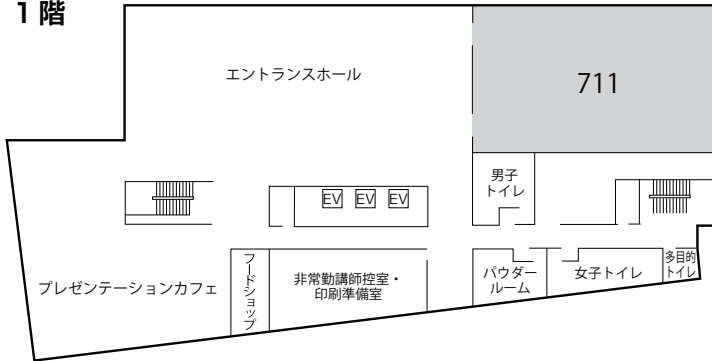 1階
エントランスホール
711
男子
トイレ
EV EV EV
プレゼンテーションカフェ
フードショップ
非常勤講師控室・
印刷準備室
パウダー
ルーム
女子トイレ
多目的
トイレ